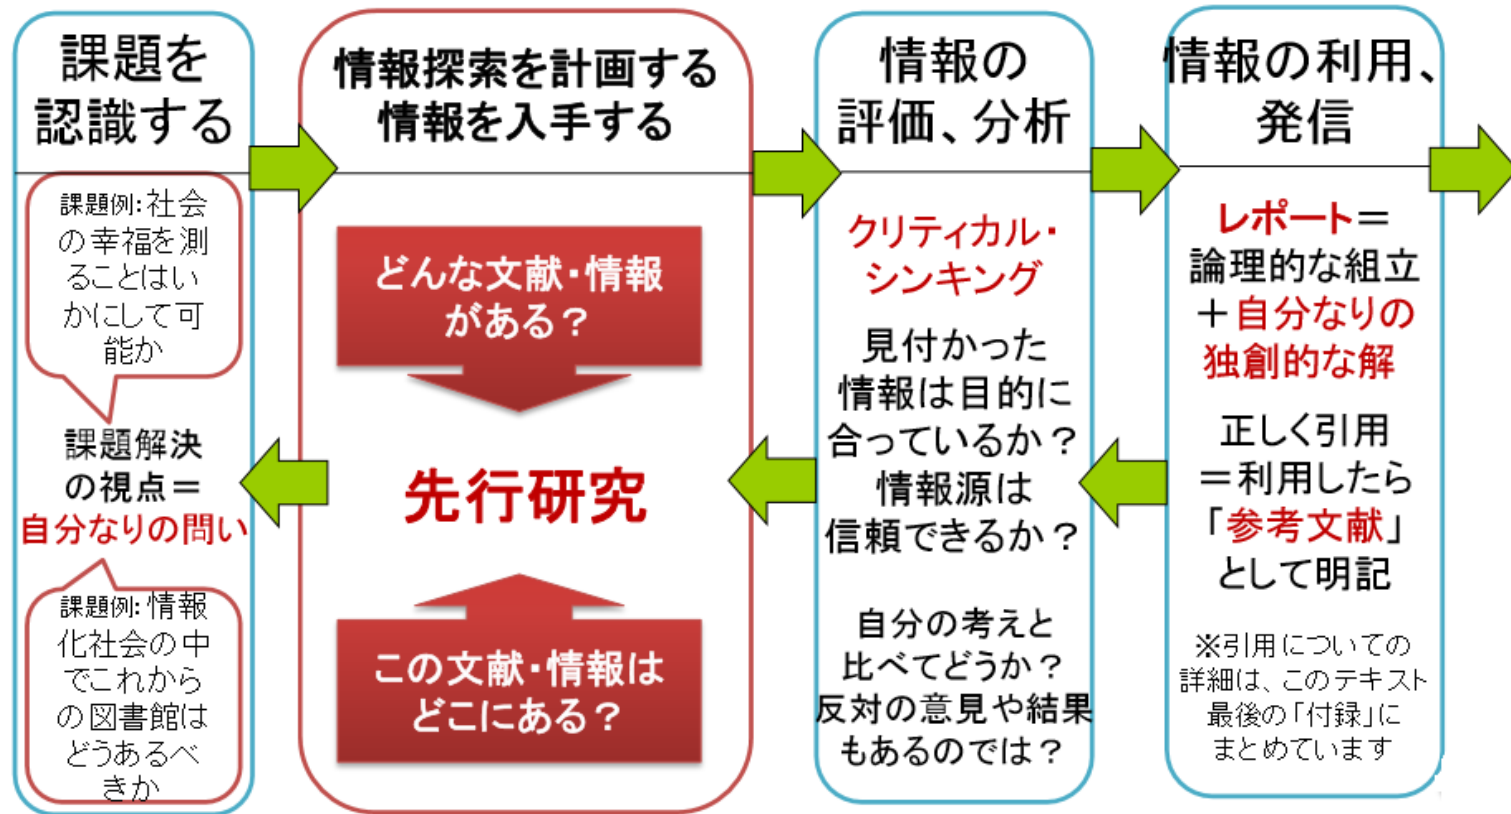 課題を
認識する
課題例:社会
の幸福を測
ることはい
かにして可
能か
課題解決
の視点＝
自分なりの問い
課題例:情報
化社会の中
でこれから
の図書館は
どうあるべ
きか
情報探索を計画する
情報を入手する
どんな文献・情報
がある？
先行研究
この文献・情報は
どこにある？
情報の
評価、分析
クリティカル・
シンキング
見付かった
情報は目的に
合っているか？
情報源は
信頼できるか？
自分の考えと
比べてどうか？
反対の意見や結果
もあるのでは？
情報の利用、
発信
レポート＝
論理的な組立
＋自分なりの
独創的な解
正しく引用
＝利用したら
「参考文献」
として明記
※引用についての
詳細は、このテキスト
最後の「付録」に
まとめています